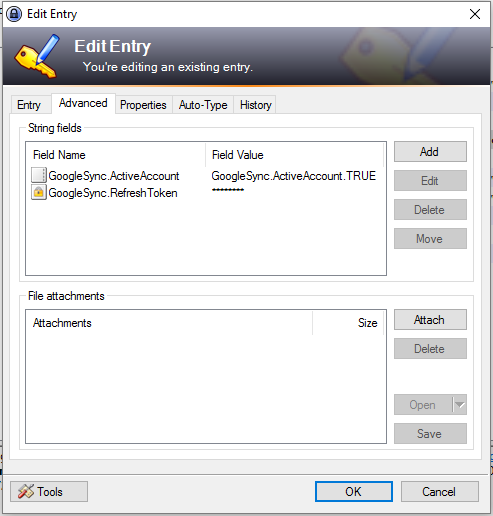 Edit Entry
Edit Entry
You're editing an existing entry.
Entry Advanced Properties Auto-Type History
String fields
Field Name Field Value
GoogleSync.ActiveAccount GoogleSync.ActiveAccount.TRUE
GoogleSync.RefreshToken ********
Add
Edit
Delete
Move
File attachments
Attachments Size
Attach
Delete
Open
Save
Tools OK Cancel